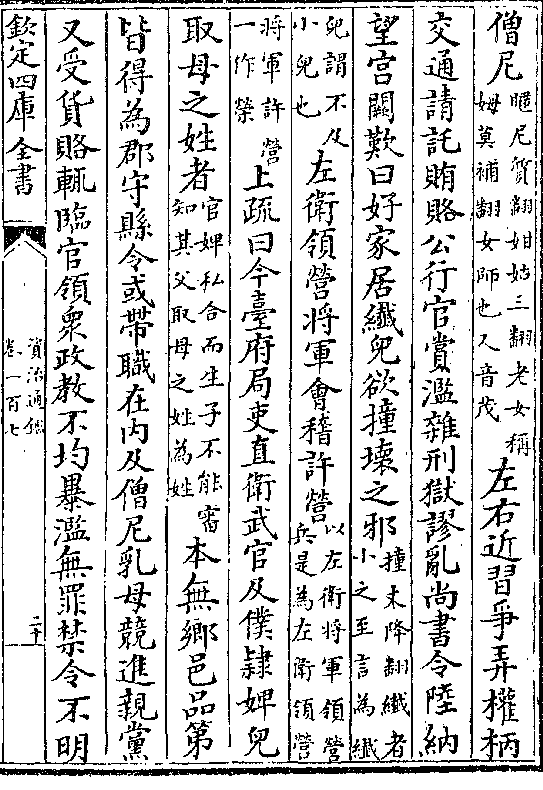 僧尼暱尼質翻姏姑三翻老女稱姆莫補翻女師也又音茂左右近習爭弄權柄
交通請託賄賂公行官賞濫雜刑獄謬亂尚書令陸納
望宮闕歎曰好家居纖兒欲撞壞之邪撞末降翻纖者小之至言為纖
兒謂不及小兒也左衛領營將軍會稽許營以左衛將軍領營兵是為左衛領營
將軍許營一作榮上疏曰今臺府局吏直衛武官及僕隸婢兒
取母之姓者官婢私合而生子不能審知其父取母之姓為姓本無鄉邑品第
皆得為郡守縣令或帶職在內及僧尼乳母競進親黨
又受貨賂輒臨官領衆政教不均暴濫無罪禁令不明
欽定四庫全書
資治通鑑
卷一百七
二十